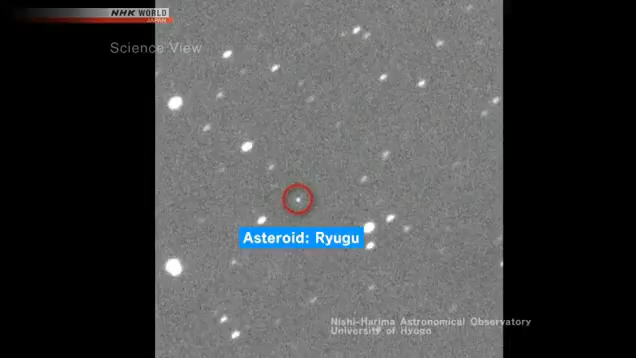 NHK WORLD
JAPAN
Science View
Asteroid: Ryugu
Nishi-Harima Astronomical Observatory
University of Hyogo